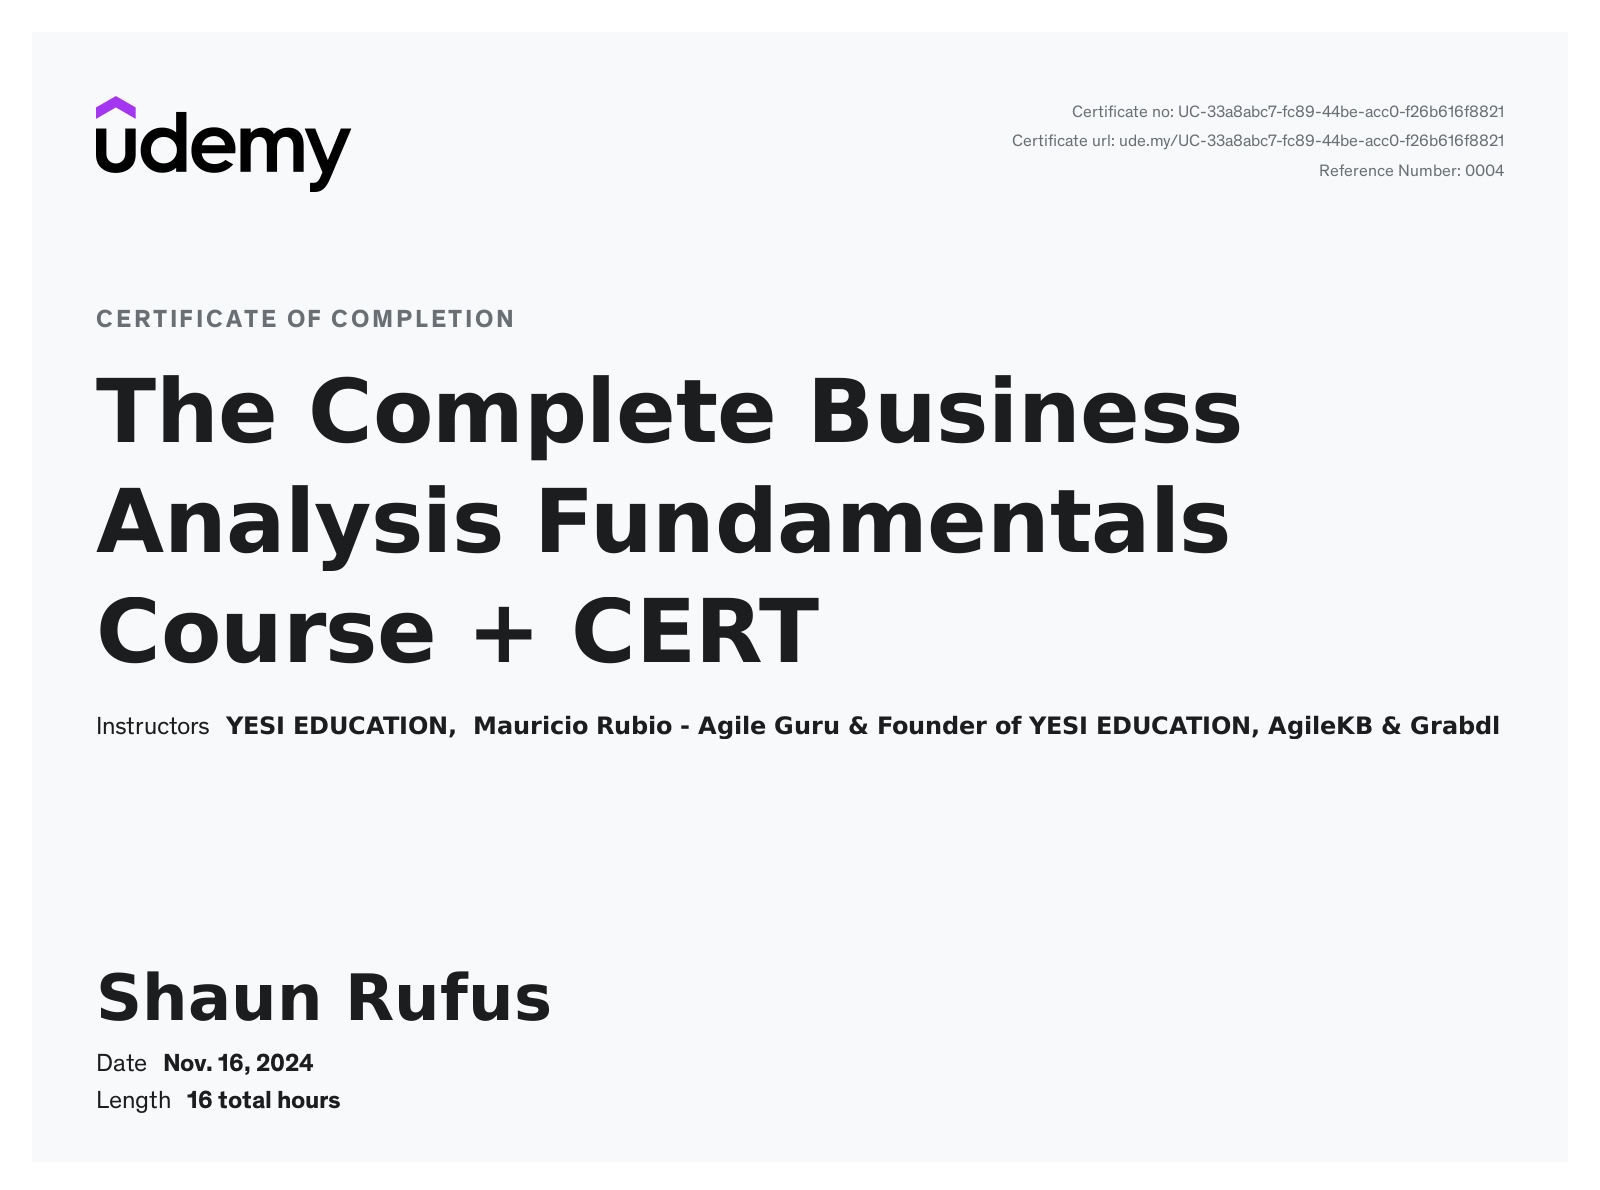 udemy
Certificate no: UC-33a8abc7-fc89-44be-acc0-f26b616f8821
Certificate url: ude.my/UC-33a8abc7-fc89-44be-acc0-f26b616f8821
Reference Number: 0004
CERTIFICATE OF COMPLETION
The Complete Business
Analysis Fundamentals
Course + CERT
Instructors YESI EDUCATION, Mauricio Rubio - Agile Guru & Founder of YESI EDUCATION, AgileKB & Grabdl
Shaun Rufus
Date Nov. 16, 2024
Length 16 total hours